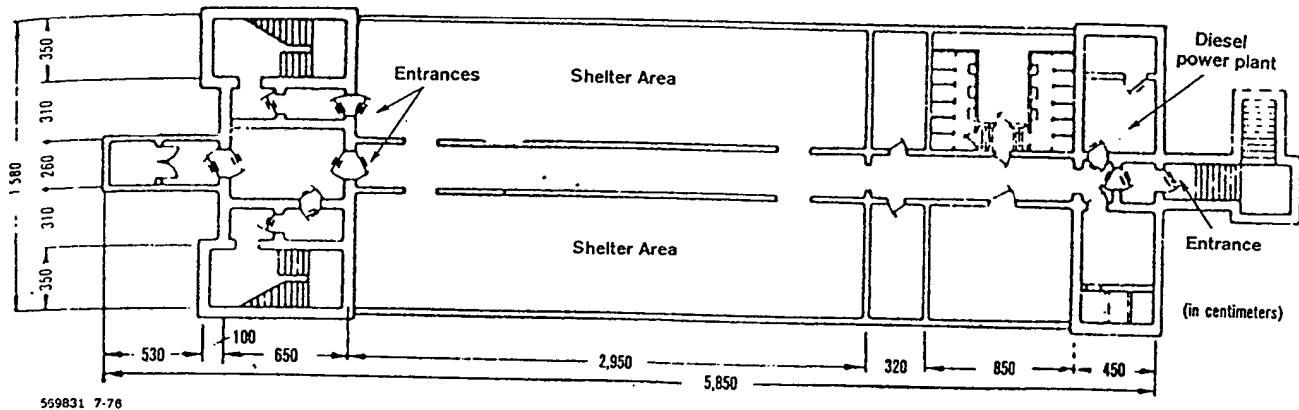 350
310
260
1 580
310
350
Entrances
Shelter Area
Diesel
power plant
Shelter Area
Entrance
(in centimeters)
100
530
650
2,950
320
850
450
5,850
569831 7-76